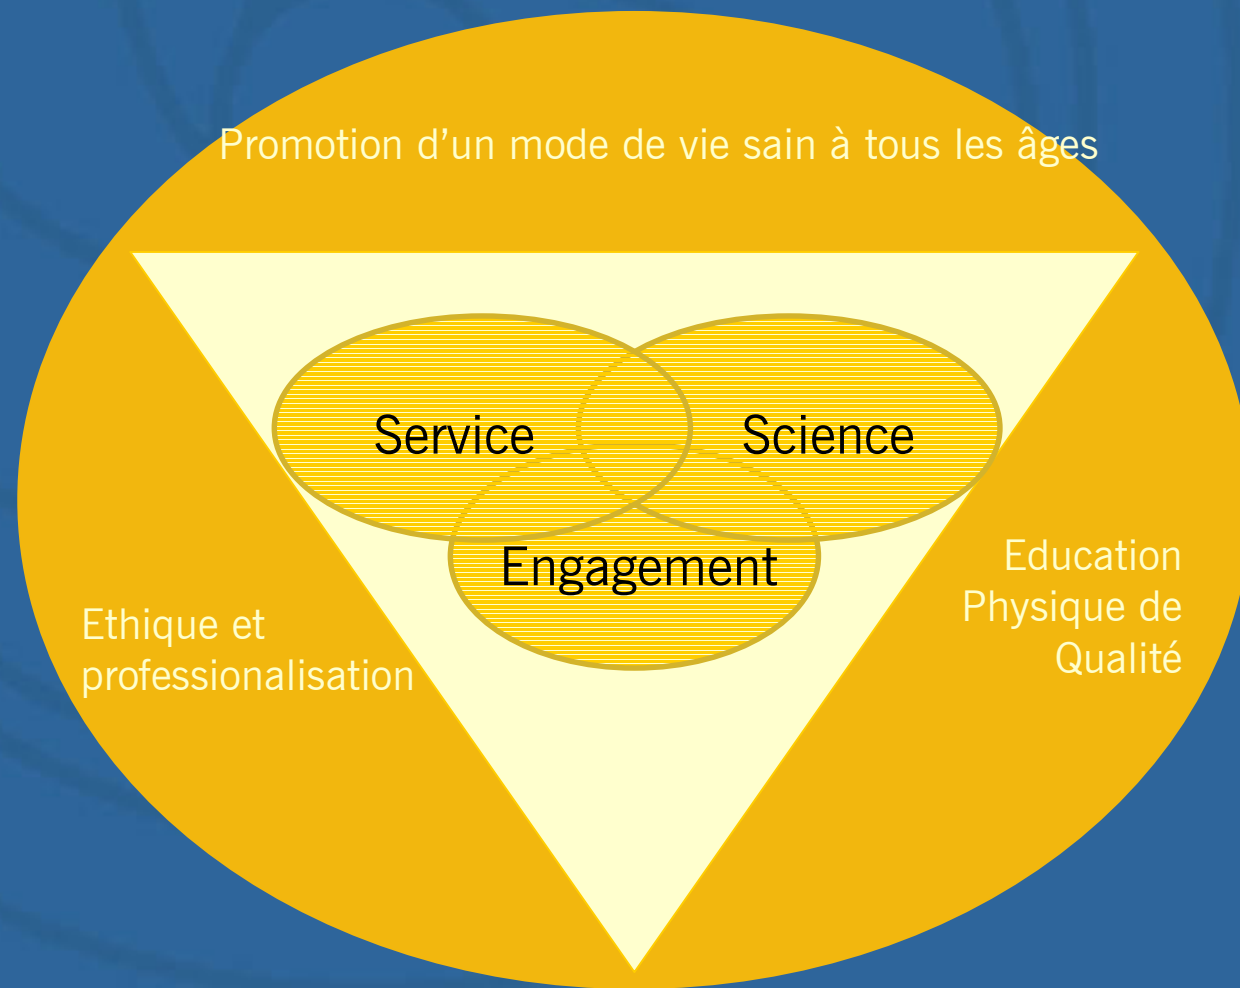 Promotion d’un mode de vie sain à tous les âges
Service
Science
Engagement
Ethique et
professionalisation
Education
Physique de
Qualité